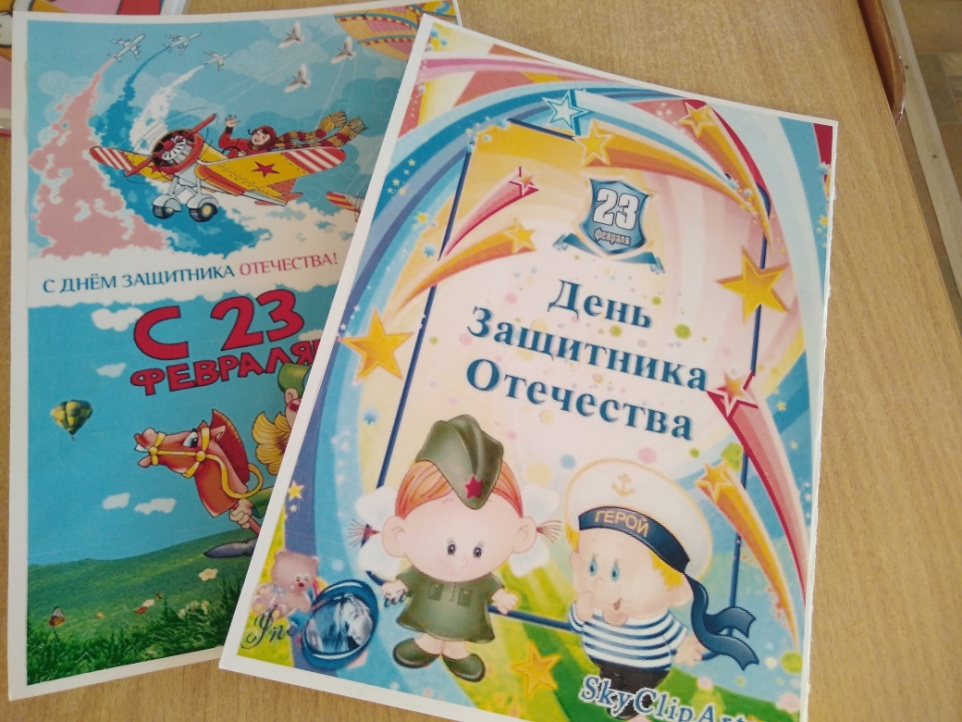 С ДНЁМ ЗАЩИТНИКА ОТЕЧЕСТВА!
С 23
ФЕВРАЛЯ
23
февраля
День
Защитника
Отечества
ГЕРОЙ
SkyClipArt